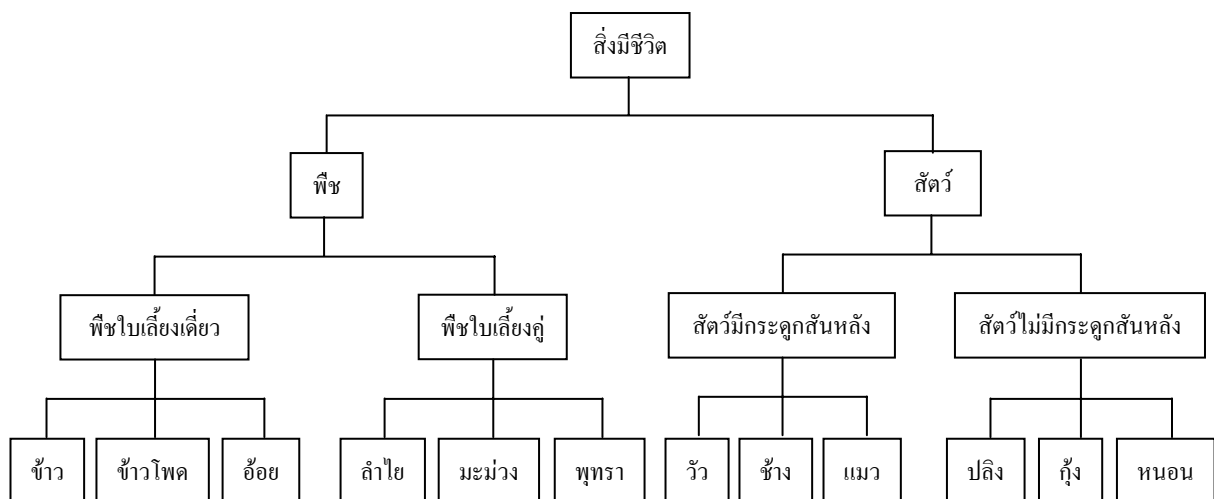 สิ่งมีชีวิต
พืช
สัตว์
พืชใบเลี้ยงเดี่ยว
พืชใบเลี้ยงคู่
สัตว์มีกระดูกสันหลัง
สัตว์ไม่มีกระดูกสันหลัง
ข้าว
ข้าวโพด
อ้อย
ลำไย
มะม่วง
พุทรา
วัว
ช้าง
แมว
ปลิง
กุ้ง
หนอน